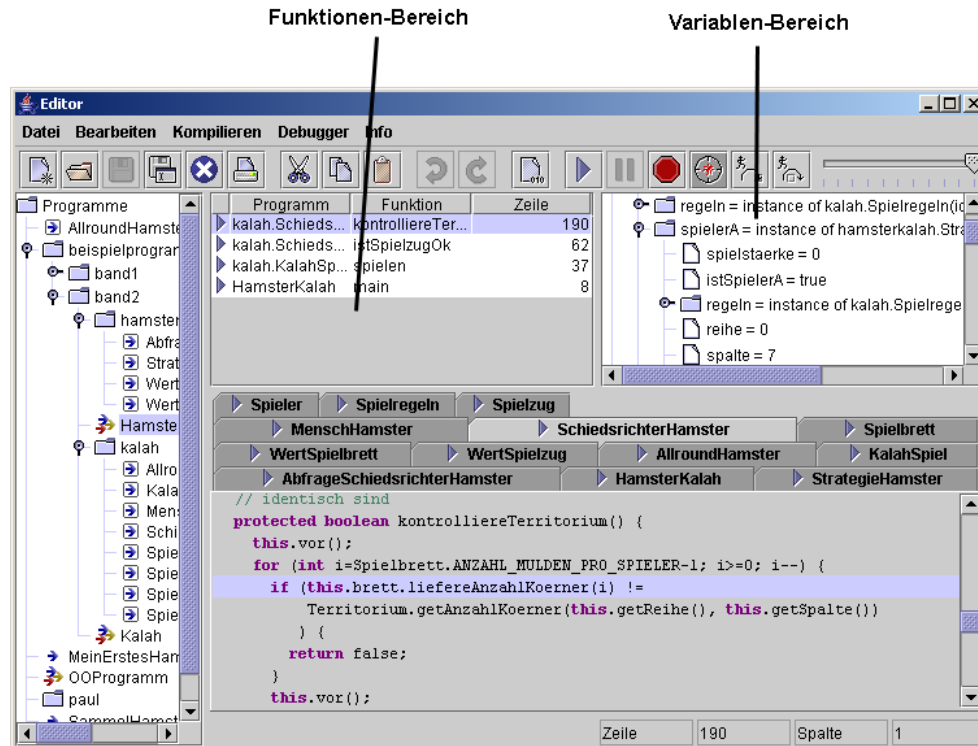 Funktionen-Bereich
Variablen-Bereich
Editor
Datei Bearbeiten Kompilieren Debugger Info
010
Programme
AllroundHamste
beispielprogran
band1
band2
hamster
Abfra
Strat
Wert
Wert
Hamste
kalah
Allro
Kala
Mens
Schi
Spie
Spie
Spie
Spie
Kalah
MeinErstesHam
OOProgramm
paul
SammelHamst
Programm Funktion Zeile
kalah.Schieds... kontrolliereTer... 190
kalah.Schieds... istSpielzugOk 62
kalah.KalahSp... spielen 37
HamsterKalah main 8
regeln = instance of kalah.Spielregeln(id
spielerA = instance of hamsterkalah.Stra
spielstaerke = 0
istSpielerA = true
regeln = instance of kalah.Spielrege
reihe = 0
spalte = 7
Spieler Spielregeln Spielzug
MenschHamster SchiedsrichterHamster Spielbrett
WertSpielbrett WertSpielzug AllroundHamster KalahSpiel
AbfrageSchiedsrichterHamster HamsterKalah StrategieHamster
// identisch sind
protected boolean kontrolliereTerritorium() {
this.vor();
for (int i=Spielbrett.ANZAHL_MULDEN_PRO_SPIELER-1; i>=0; i--) {
if (this.brett.liefereAnzahlKoerner(i) !=
Territorium.getAnzahlKoerner(this.getReihe(), this.getSpalte())
) {
return false;
}
this.vor();
Zeile 190 Spalte 1